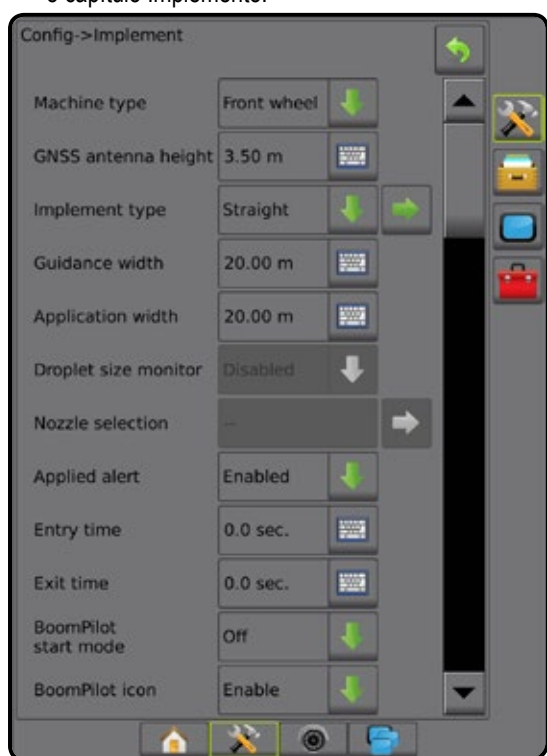 o capítulo Implemento.
Config->Implement
Machine type Front wheel
GNSS antenna height 3.50 m
Implement type Straight
Guidance width 20.00 m
Application width 20.00 m
Droplet size monitor Disabled
Nozzle selection --
Applied alert Enabled
Entry time 0.0 sec.
Exit time 0.0 sec.
BoomPilot
start mode Off
BoomPilot icon Enable